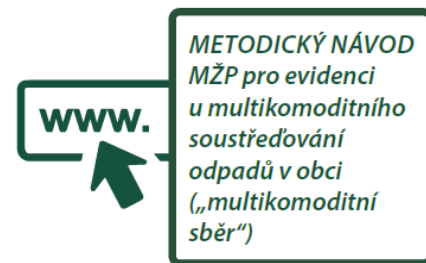 www.
METODICKÝ NÁVOD
MŽP pro evidenci
u multikomoditního
soustřeďování
odpadů v obci
(„multikomoditní
sběr“)